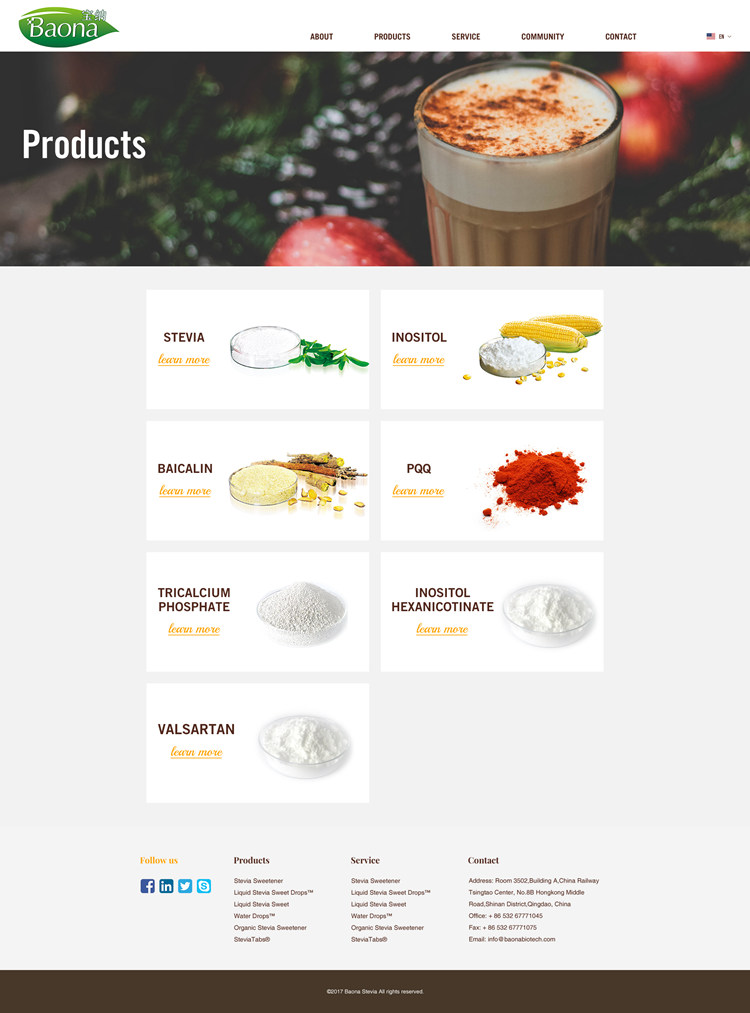 宝纳
Baona
ABOUT
PRODUCTS
SERVICE
COMMUNITY
CONTACT
EN
Products
STEVIA
learn more
INOSITOL
learn more
BAICALIN
learn more
PQQ
learn more
TRICALCIUM
PHOSPHATE
learn more
INOSITOL
HEXANICOTINATE
learn more
VALSARTAN
learn more
Follow us
Products
Stevia Sweetener
Liquid Stevia Sweet Drops™
Liquid Stevia Sweet
Water Drops™
Organic Stevia Sweetener
SteviaTabs®
Service
Stevia Sweetener
Liquid Stevia Sweet Drops™
Liquid Stevia Sweet
Water Drops™
Organic Stevia Sweetener
SteviaTabs®
Contact
Address: Room 3502,Building A,China Railway
Tsingtao Center, No.8B Hongkong Middle
Road,Shinan District,Qingdao, China
Office: + 86 532 67771045
Fax: + 86 532 67771075
Email: info@baonabiotech.com
©2017 Baona Stevia All rights reserved.